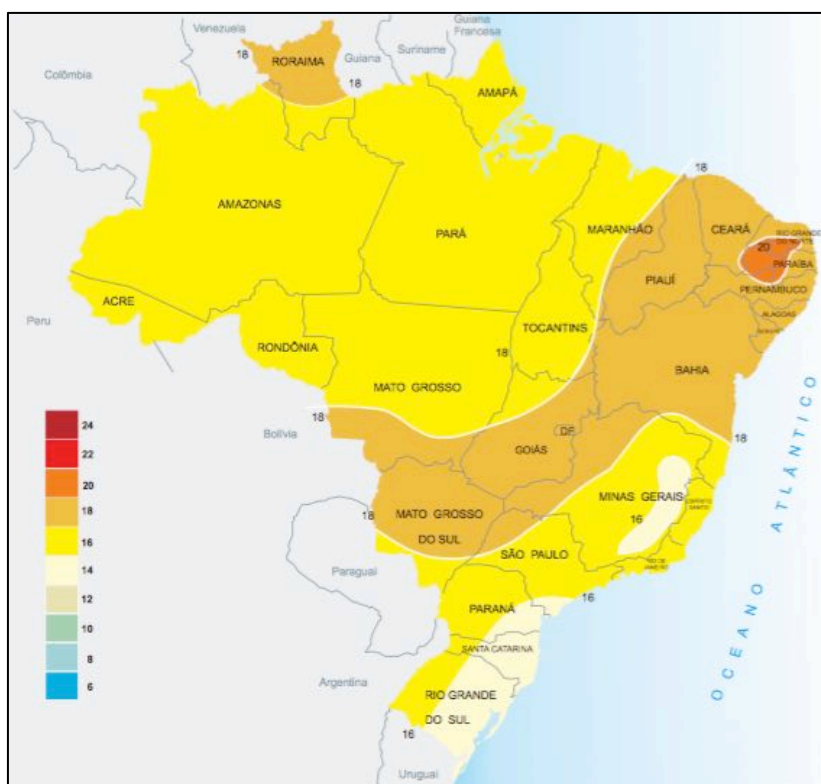 Venezuela
Guiana
Francesa
Suriname
18
RORAIMA
Guiana
18
Colômbia
AMAPÁ
18
AMAZONAS
MARANHÃO
CEARÁ
RIO GRANDE
DO NORTE
PARÁ
20
PARAÍBA
PIAUÍ
PERNAMBUCO
ACRE
ALAGOAS
Peru
TOCANTINS
RONDÔNIA
18
BAHIA
MATO GROSSO
18
Bolívia
DF
GOIÁS
18
24
22
20
18
16
14
12
10
8
6
MINAS GERAIS
ESPÍRITO
SANTO
16
18
MATO GROSSO
DO SUL
SÃO PAULO
RIO DE
JANEIRO
Paraguai
16
PARANÁ
SANTA CATARINA
Argentina
RIO GRANDE
DO SUL
16
Uruguai
OCEANO ATLÂNTICO